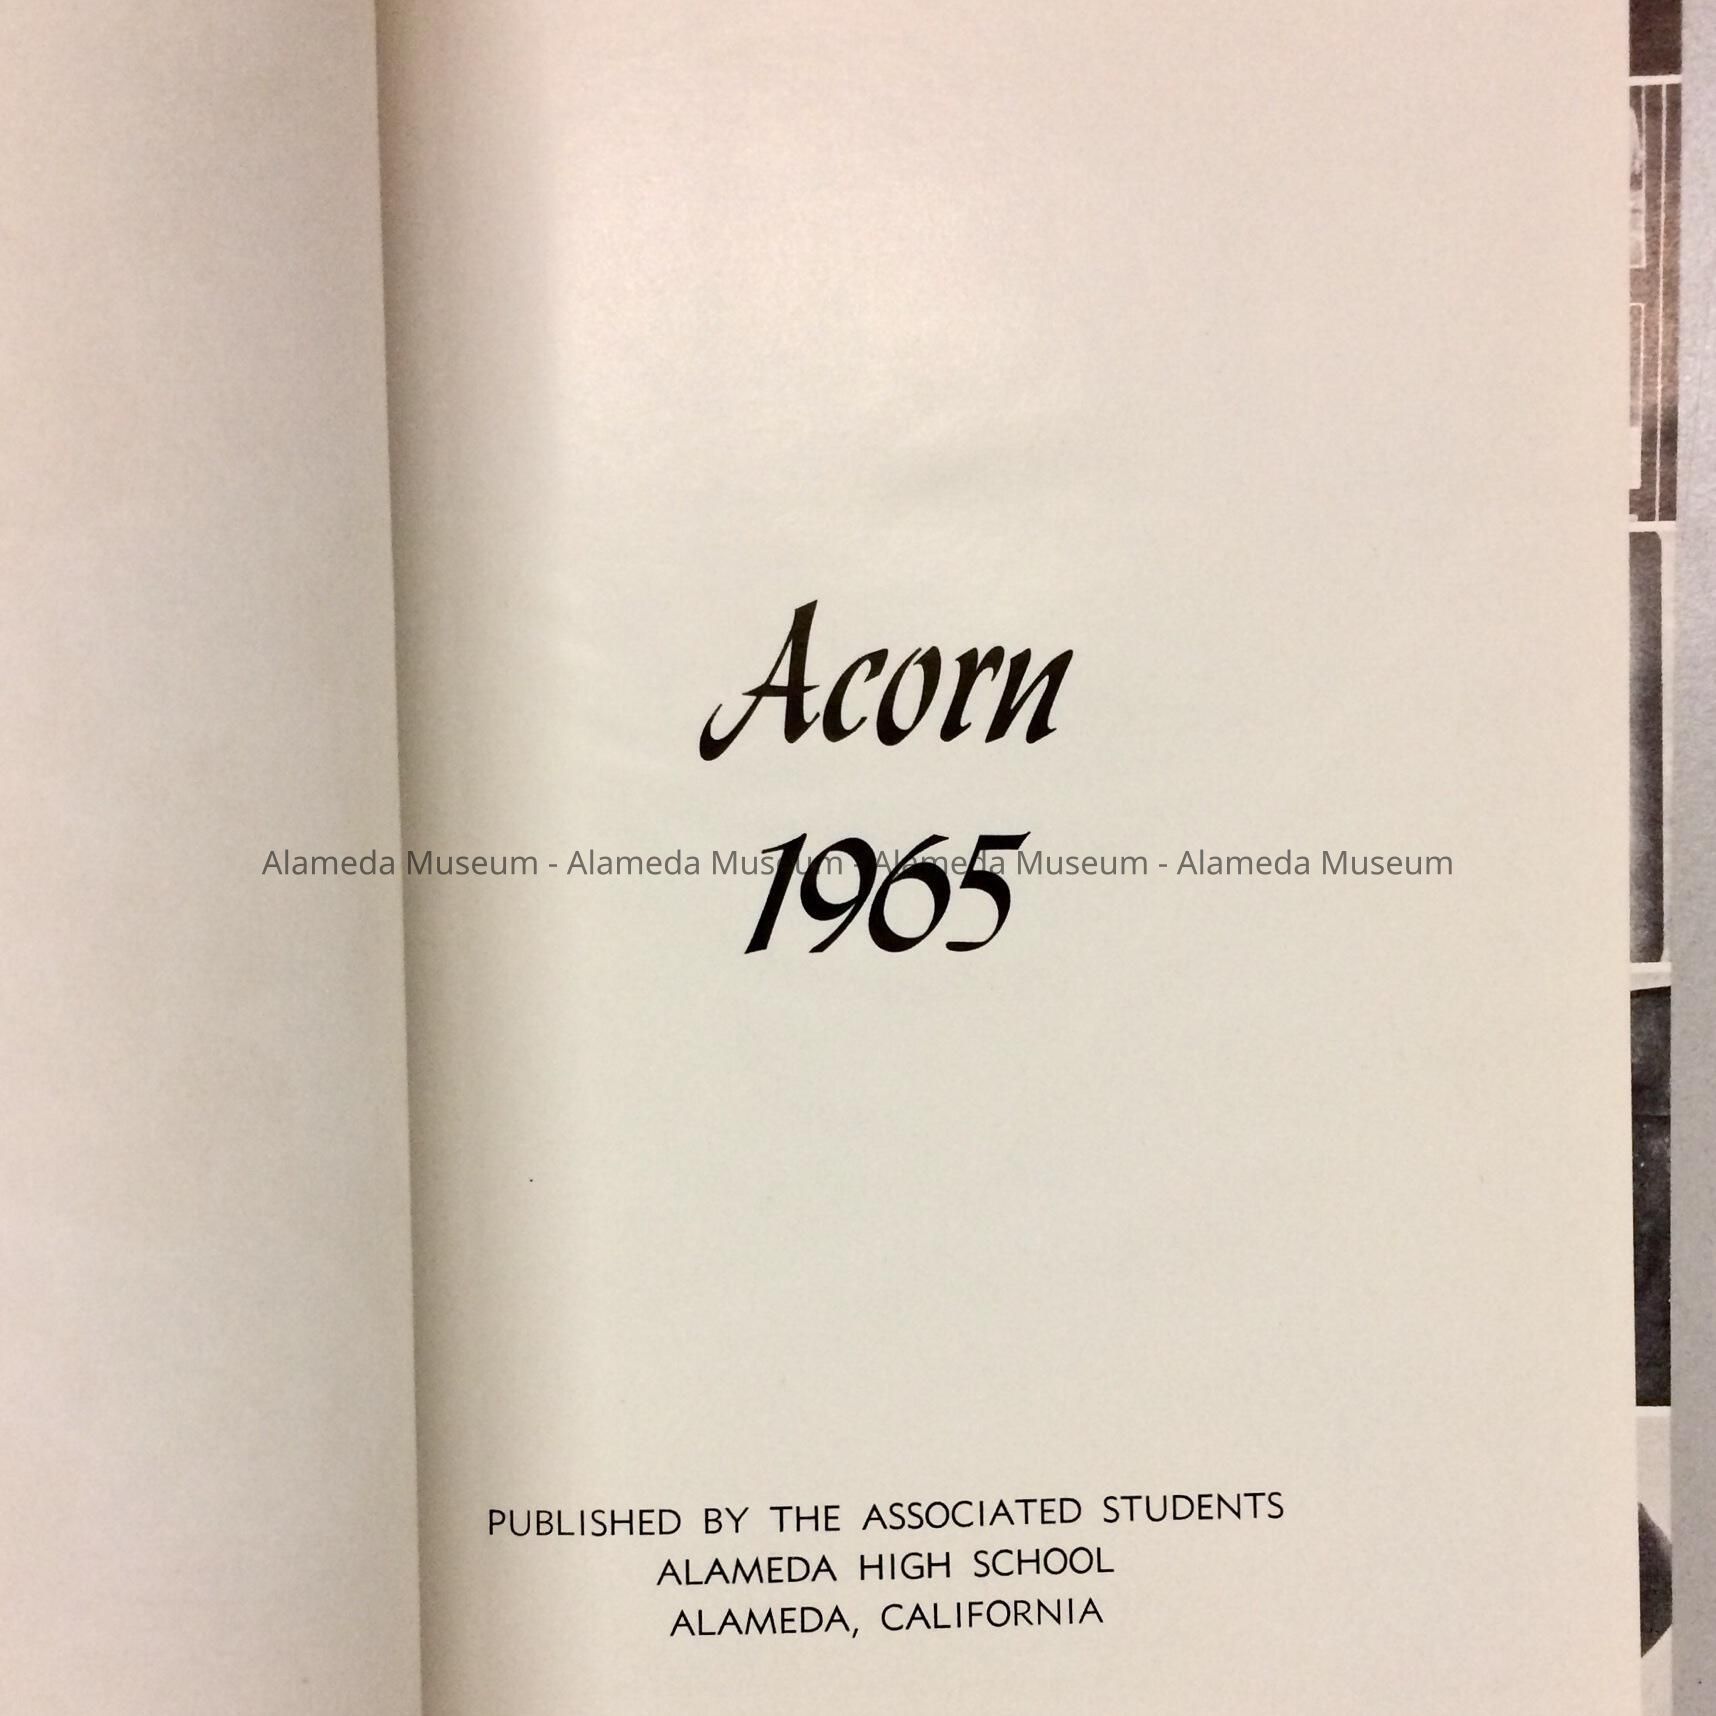 Acorn
1965
Alameda Museum - Alameda Museum - Alameda Museum - Alameda Museum
PUBLISHED BY THE ASSOCIATED STUDENTS
ALAMEDA HIGH SCHOOL
ALAMEDA, CALIFORNIA